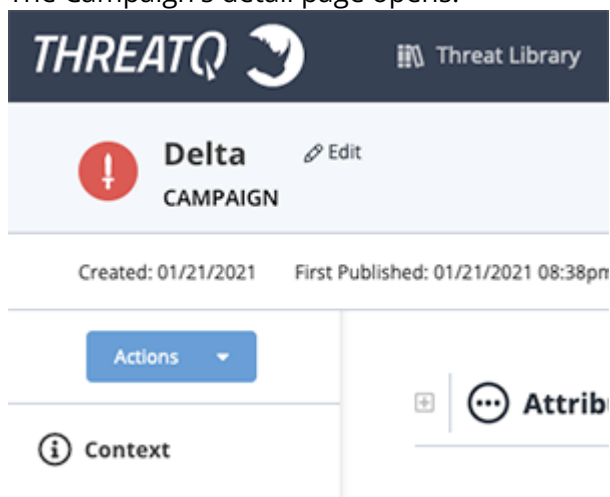 The Campaign's detail page opens.
THREATQ Threat Library
Delta Edit
CAMPAIGN
Created: 01/21/2021 First Published: 01/21/2021 08:38pm
Actions
Attribu
Context